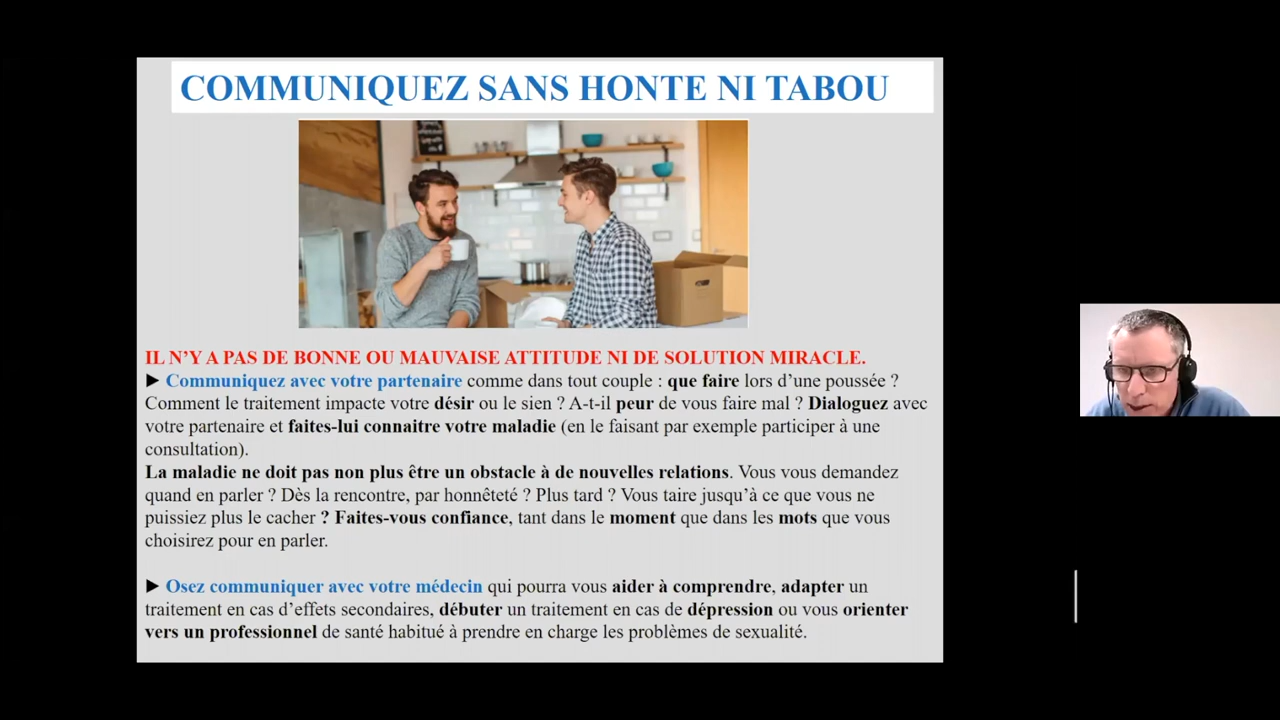 COMMUNIQUEZ SANS HONTE NI TABOU
IL N'Y A PAS DE BONNE OU MAUVAISE ATTITUDE NI DE SOLUTION MIRACLE.
► Communiquez avec votre partenaire comme dans tout couple : que faire lors d'une poussée ?
Comment le traitement impacte votre désir ou le sien ? A-t-il peur de vous faire mal ? Dialoguez avec
votre partenaire et faites-lui connaitre votre maladie (en le faisant par exemple participer à une
consultation).
La maladie ne doit pas non plus être un obstacle à de nouvelles relations. Vous vous demandez
quand en parler ? Dès la rencontre, par honnêteté ? Plus tard ? Vous taire jusqu'à ce que vous ne
puissiez plus le cacher ? Faites-vous confiance, tant dans le moment que dans les mots que vous
choisirez pour en parler.
► Osez communiquer avec votre médecin qui pourra vous aider à comprendre, adapter un
traitement en cas d'effets secondaires, débuter un traitement en cas de dépression ou vous orienter
vers un professionnel de santé habitué à prendre en charge les problèmes de sexualité.